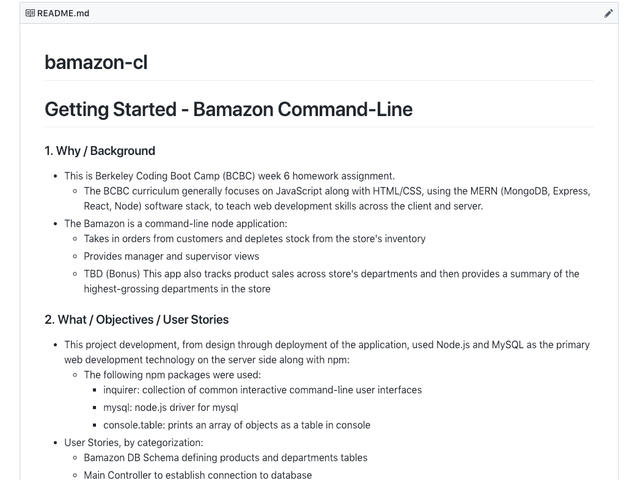 README.md
bamazon-cl
Getting Started - Bamazon Command-Line
1. Why / Background
• This is Berkeley Coding Boot Camp (BCBC) week 6 homework assignment.
◦ The BCBC curriculum generally focuses on JavaScript along with HTML/CSS, using the MERN (MongoDB, Express,
React, Node) software stack, to teach web development skills across the client and server.
• The Bamazon is a command-line node application:
◦ Takes in orders from customers and depletes stock from the store's inventory
◦ Provides manager and supervisor views
◦ TBD (Bonus) This app also tracks product sales across store's departments and then provides a summary of the
highest-grossing departments in the store
2. What / Objectives / User Stories
• This project development, from design through deployment of the application, used Node.js and MySQL as the primary
web development technology on the server side along with npm:
◦ The following npm packages were used:
▪ inquirer: collection of common interactive command-line user interfaces
▪ mysql: node.js driver for mysql
▪ console.table: prints an array of objects as a table in console
• User Stories, by categorization:
◦ Bamazon DB Schema defining products and departments tables
◦ Main Controller to establish connection to database